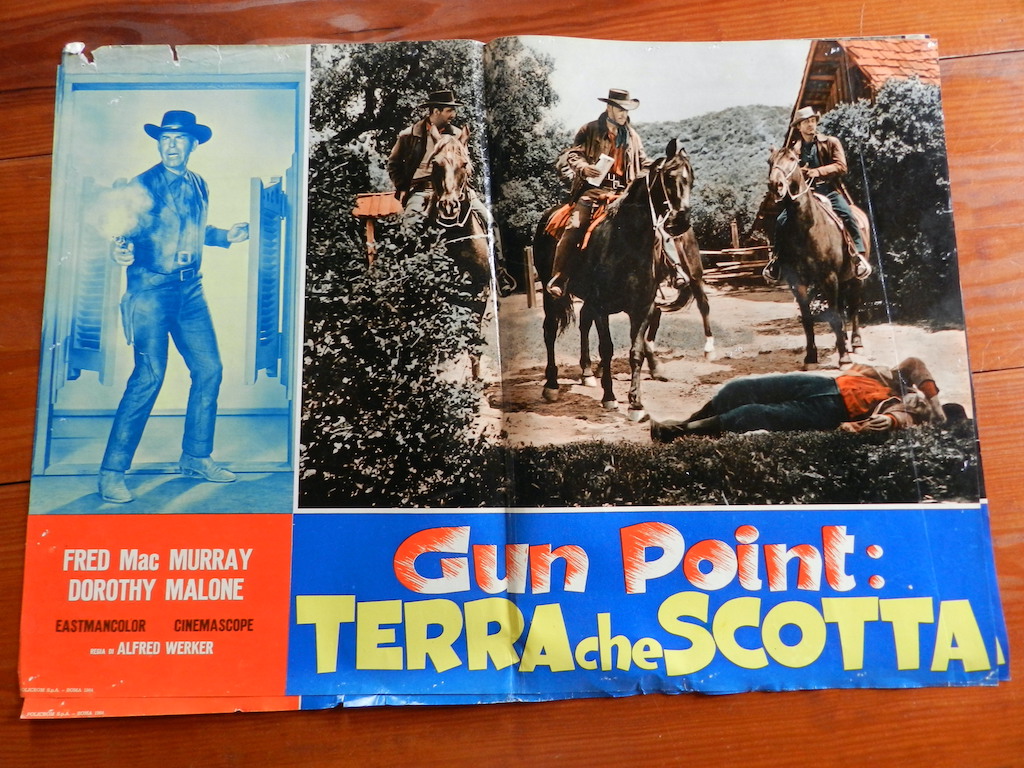 FRED Mac MURRAY
DOROTHY MALONE
EASTMANCOLOR CINEMASCOPE
REGIA DI ALFRED WERKER
Gun Point:
TERRA che SCOTTA